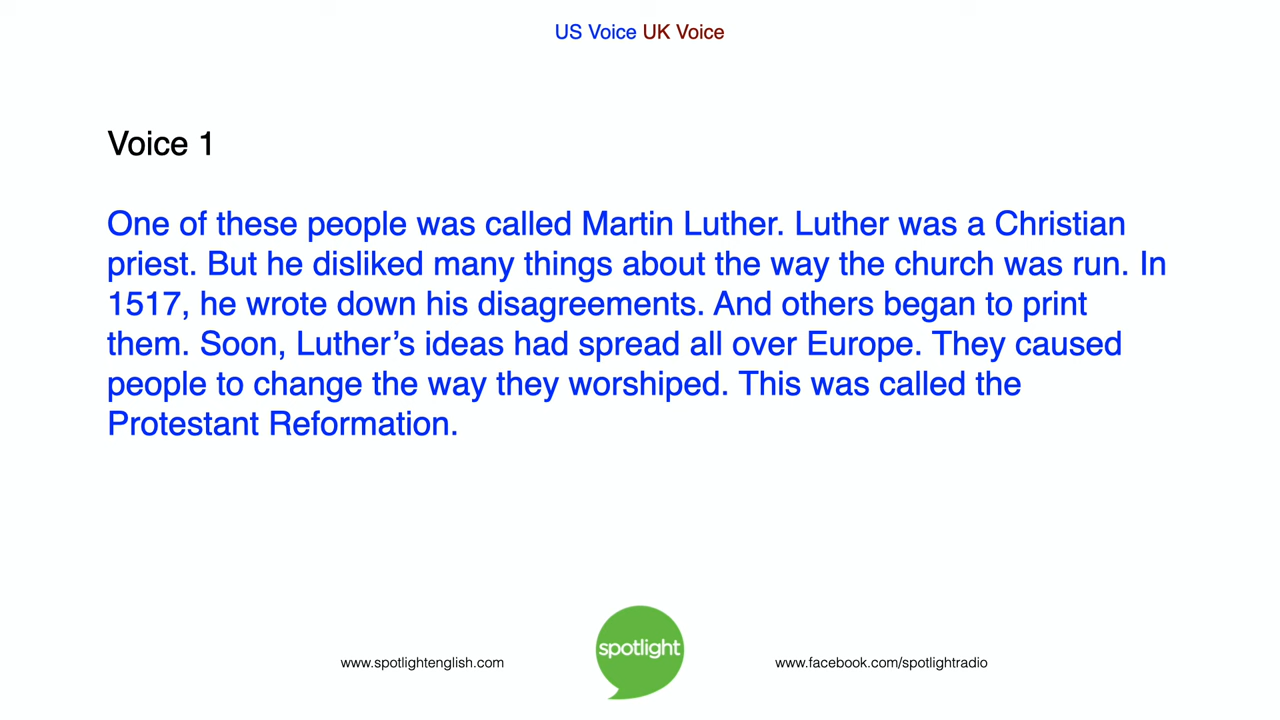 US Voice UK Voice
Voice 1
One of these people was called Martin Luther. Luther was a Christian
priest. But he disliked many things about the way the church was run. In
1517, he wrote down his disagreements. And others began to print
them. Soon, Luther’s ideas had spread all over Europe. They caused
people to change the way they worshiped. This was called the
Protestant Reformation.
spotlight
www.spotlightenglish.com
www.facebook.com/spotlightradio